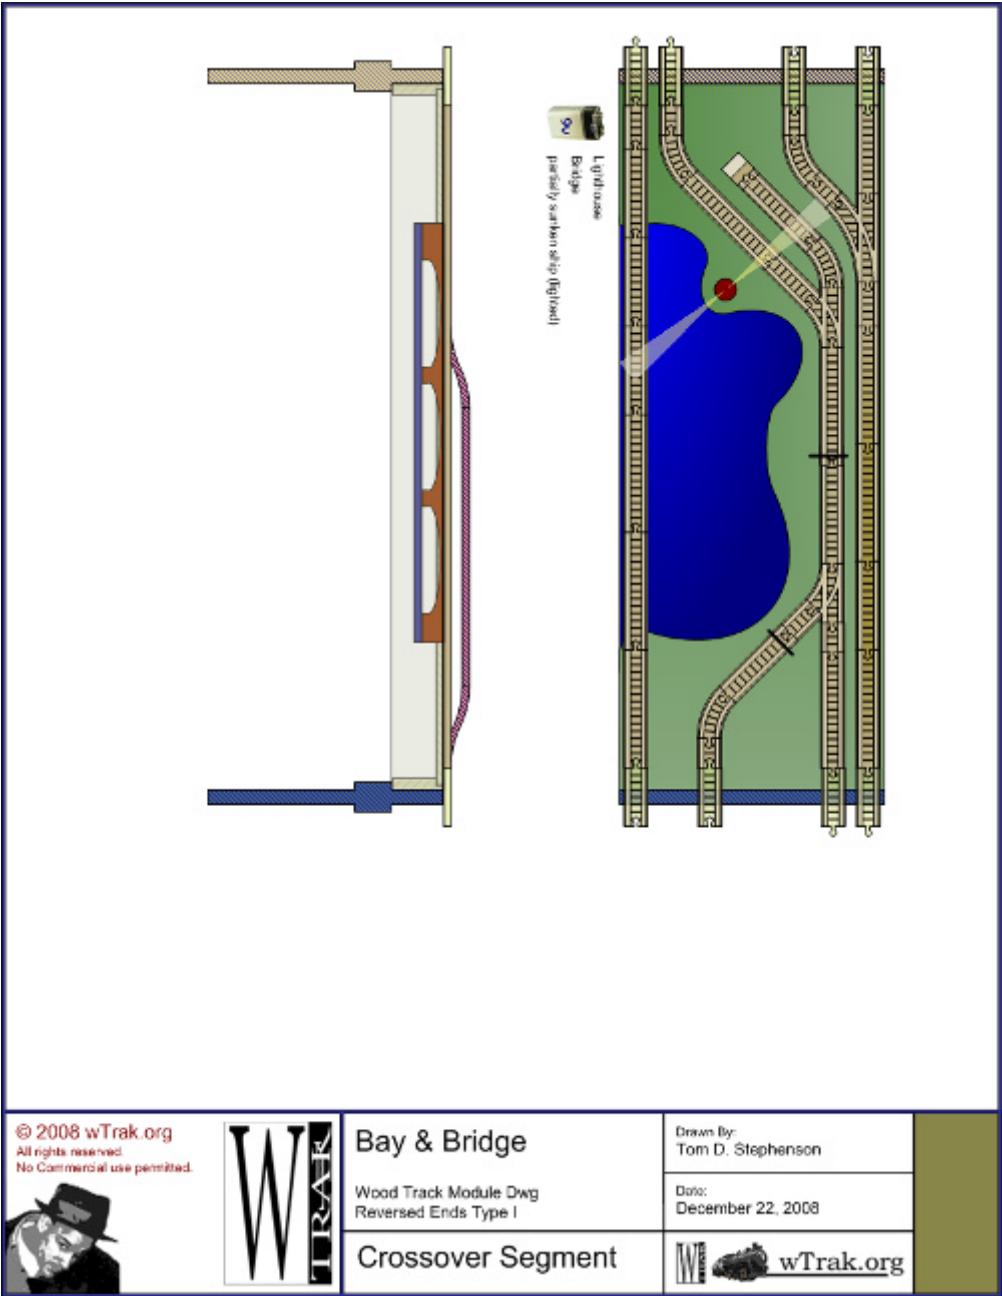 9V
Lighthouse
Bridge
partially sunken ship (lighted)
© 2008 wTrak.org
All rights reserved.
No Commercial use permitted.
W
TRAK
Bay & Bridge
Wood Track Module Dwg
Reversed Ends Type I
Crossover Segment
Drawn By:
Tom D. Stephenson
Date:
December 22, 2008
W
wTrak.org